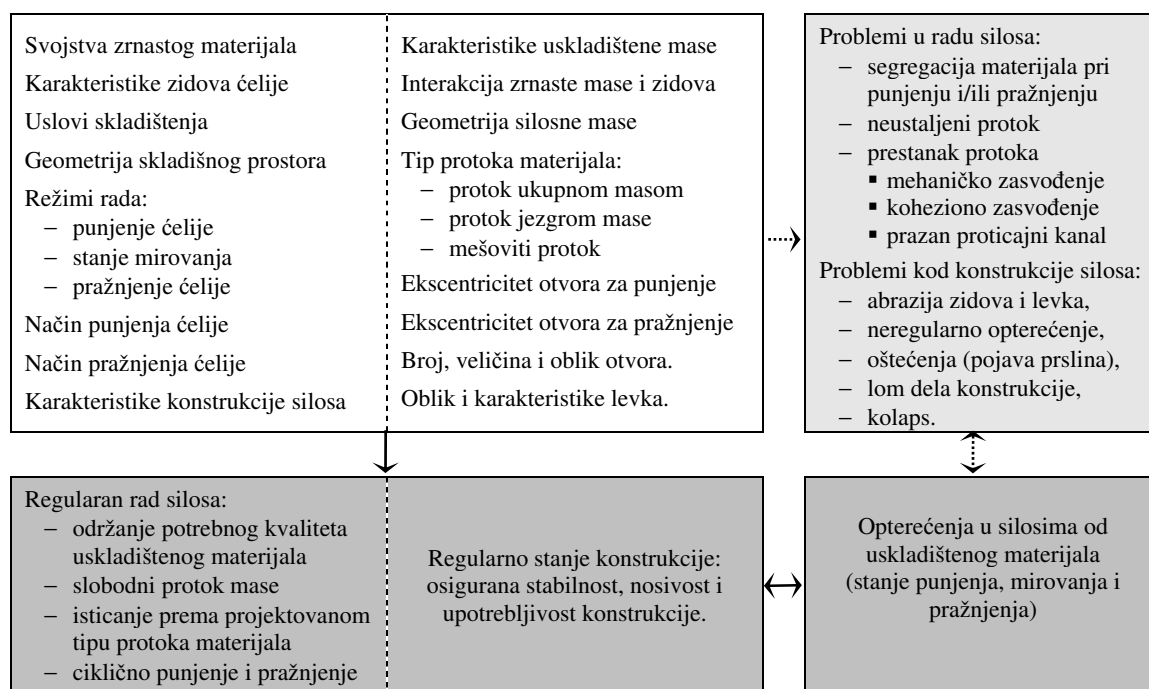 Svojstva zrnastog materijala
Karakteristike zidova ćelije
Uslovi skladištenja
Geometrija skladišnog prostora
Režimi rada:
– punjenje ćelije
– stanje mirovanja
– pražnjenje ćelije
Način punjenja ćelije
Način pražnjenja ćelije
Karakteristike konstrukcije silosa
Karakteristike uskladištene mase
Interakcija zrnaste mase i zidova
Geometrija silosne mase
Tip protoka materijala:
– protok ukupnom masom
– protok jezgrom mase
– mešoviti protok
Ekscentricitet otvora za punjenje
Ekscentricitet otvora za pražnjenje
Broj, veličina i oblik otvora.
Oblik i karakteristike levka.
Problemi u radu silosa:
– segregacija materijala pri
punjenju i/ili pražnjenju
– neustaljeni protok
– prestanak protoka
▪ mehaničko zasvođenje
▪ koheziono zasvođenje
▪ prazan proticajni kanal
Problemi kod konstrukcije silosa:
– abrazija zidova i levka,
– neregularno opterećenje,
– oštećenja (pojava prslina),
– lom dela konstrukcije,
– kolaps.
Regularan rad silosa:
– održanje potrebnog kvaliteta
uskladištenog materijala
– slobodni protok mase
– isticanje prema projektovanom
tipu protoka materijala
– ciklično punjenje i pražnjenje
Regularno stanje konstrukcije:
osigurana stabilnost, nosivost i
upotrebljivost konstrukcije.
Opterećenja u silosima od
uskladištenog materijala
(stanje punjenja, mirovanja i
pražnjenja)